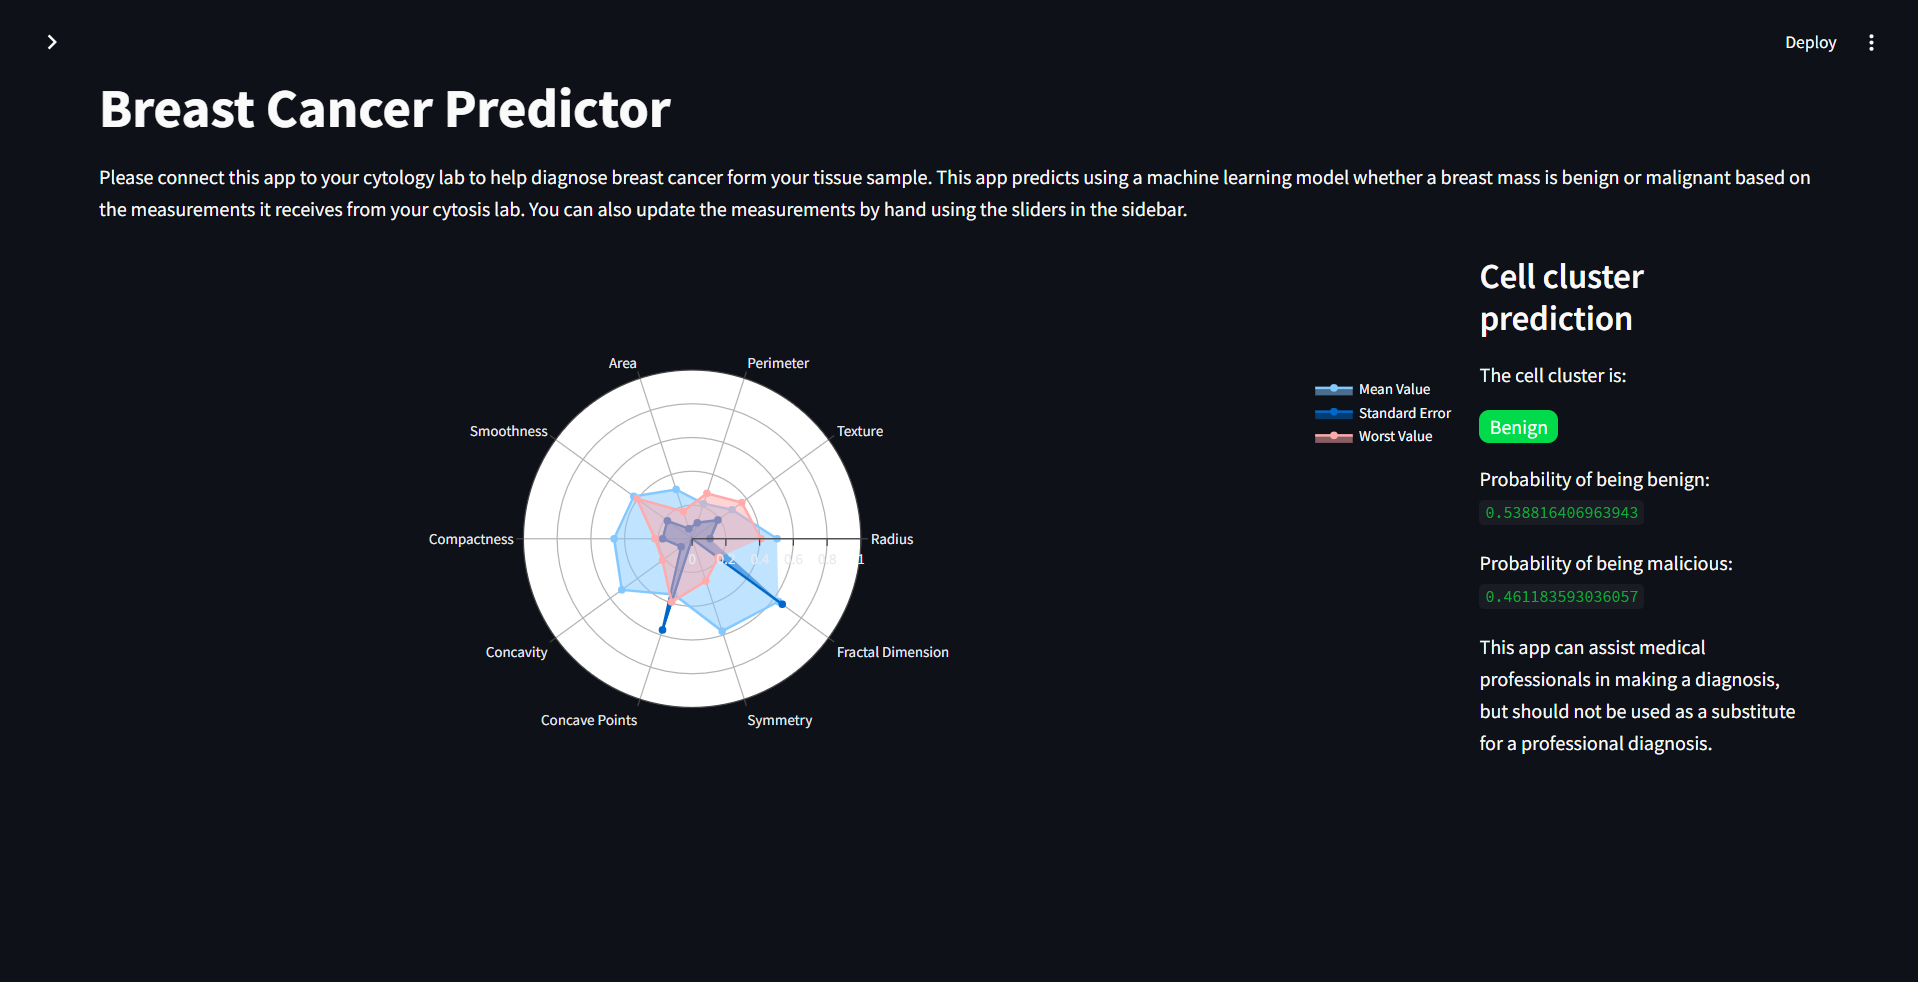 Deploy
Breast Cancer Predictor
Please connect this app to your cytology lab to help diagnose breast cancer form your tissue sample. This app predicts using a machine learning model whether a breast mass is benign or malignant based on
the measurements it receives from your cytosis lab. You can also update the measurements by hand using the sliders in the sidebar.
Area
Perimeter
Smoothness
Texture
Compactness
Radius
0 0.2 0.4 0.6 0.8 1
Concavity
Fractal Dimension
Concave Points
Symmetry
Mean Value
Standard Error
Worst Value
Cell cluster
prediction
The cell cluster is:
Benign
Probability of being benign:
0.538816406963943
Probability of being malicious:
0.461183593036057
This app can assist medical
professionals in making a diagnosis,
but should not be used as a substitute
for a professional diagnosis.